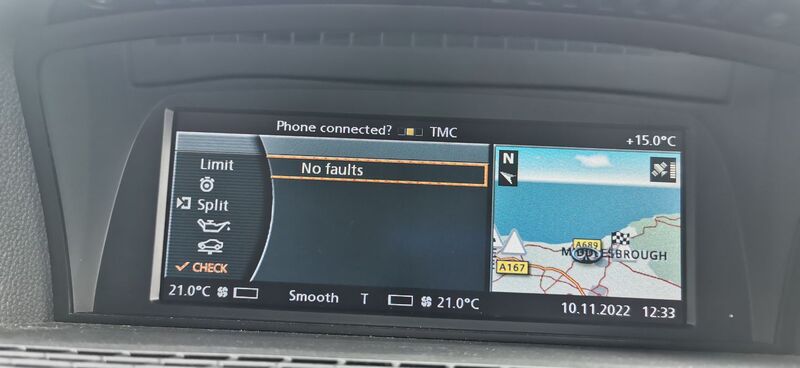 Phone connected? TMC
+15.0°C
Limit
Split
CHECK
No faults
N
A689
MIDDLESBROUGH
A167
21.0°C Smooth T 21.0°C
10.11.2022 12:33